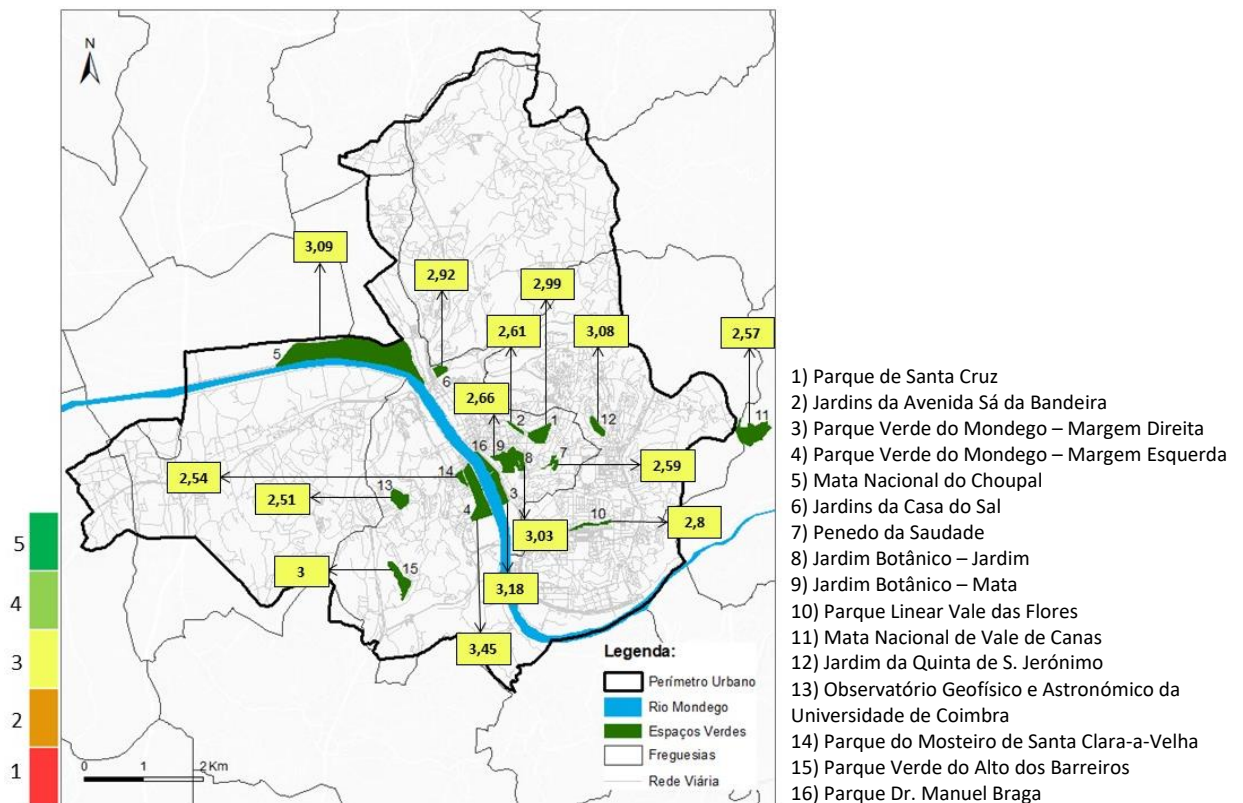 N
3,09
2,92
2,99
2,61
3,08
2,57
5
6
2,66
2
1
12
11
16
9
8
7
2,54
14
2,59
2,51
13
3
4
10
3,03
2,8
3
15
3,18
3,45
5
4
3
2
1
0 1 2 Km
Legenda:
Perímetro Urbano
Rio Mondego
Espaços Verdes
Freguesias
Rede Viária
1) Parque de Santa Cruz
2) Jardins da Avenida Sá da Bandeira
3) Parque Verde do Mondego – Margem Direita
4) Parque Verde do Mondego – Margem Esquerda
5) Mata Nacional do Choupal
6) Jardins da Casa do Sal
7) Penedo da Saudade
8) Jardim Botânico – Jardim
9) Jardim Botânico – Mata
10) Parque Linear Vale das Flores
11) Mata Nacional de Vale de Canas
12) Jardim da Quinta de S. Jerónimo
13) Observatório Geofísico e Astronómico da
Universidade de Coimbra
14) Parque do Mosteiro de Santa Clara-a-Velha
15) Parque Verde do Alto dos Barreiros
16) Parque Dr. Manuel Braga